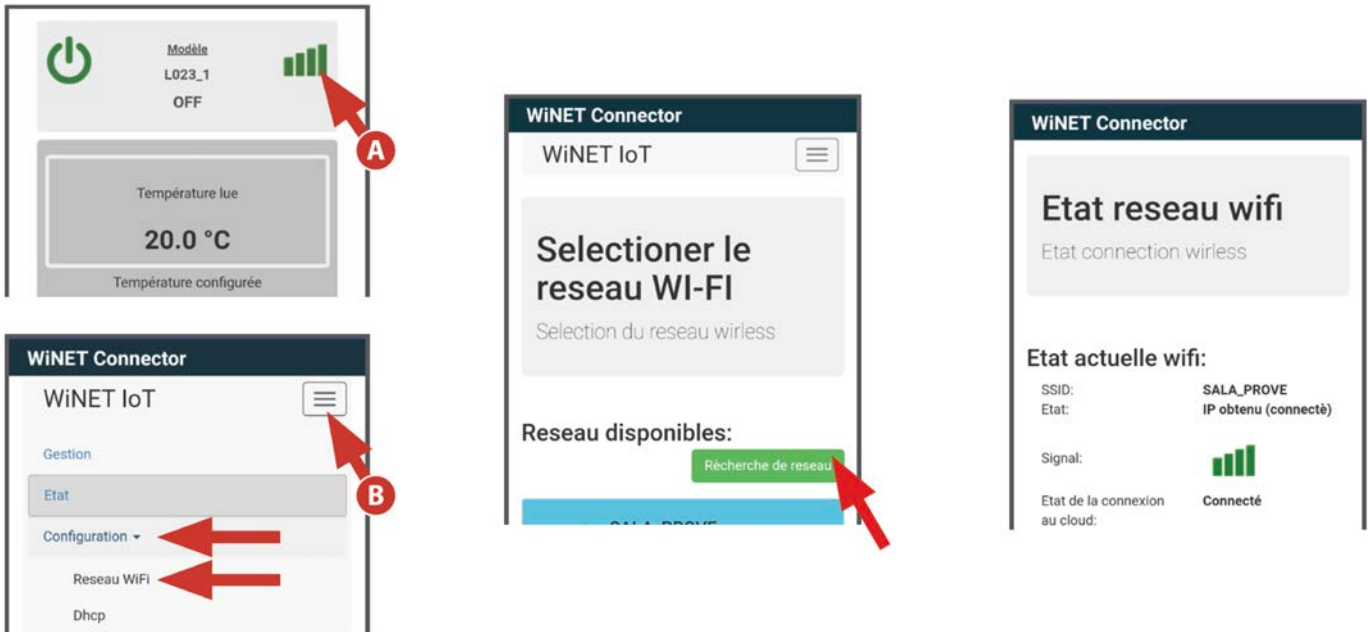 Modèle
L023_1
OFF
A
Température lue
20.0 °C
Température configurée
WiNET Connector
WiNET IoT
Gestion
Etat
B
Configuration
Reseau WiFi
Dhcp
WiNET Connector
WiNET IoT
Selectioner le
reseau WI-FI
Selection du reseau wirless
Reseau disponibles:
Rècherche de reseau
SALA_PROVE
WiNET Connector
Etat reseau wifi
Etat connection wirless
Etat actuelle wifi:
SSID: SALA_PROVE
Etat: IP obtenu (connectè)
Signal:
Etat de la connexion Connecté
au cloud: